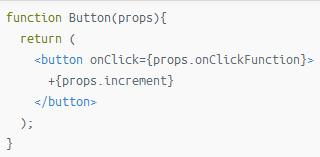 function Button(props){
  return (
    <button onClick={props.onClickFunction}>
      +{props.increment}
    </button>
  );
}